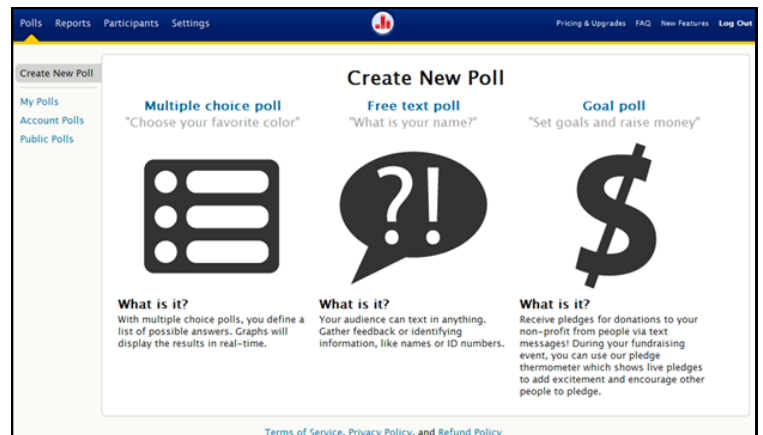 Polls Reports Participants Settings
Pricing & Upgrades FAQ New Features Log Out
Create New Poll
My Polls
Account Polls
Public Polls
Create New Poll
Multiple choice poll
"Choose your favorite color"
What is it?
With multiple choice polls, you define a
list of possible answers. Graphs will
display the results in real-time.
Free text poll
"What is your name?"
?!
What is it?
Your audience can text in anything.
Gather feedback or identifying
information, like names or ID numbers.
Goal poll
"Set goals and raise money"
$
What is it?
Receive pledges for donations to your
non-profit from people via text
messages! During your fundraising
event, you can use our pledge
thermometer which shows live pledges
to add excitement and encourage other
people to pledge.
Terms of Service, Privacy Policy, and Refund Policy